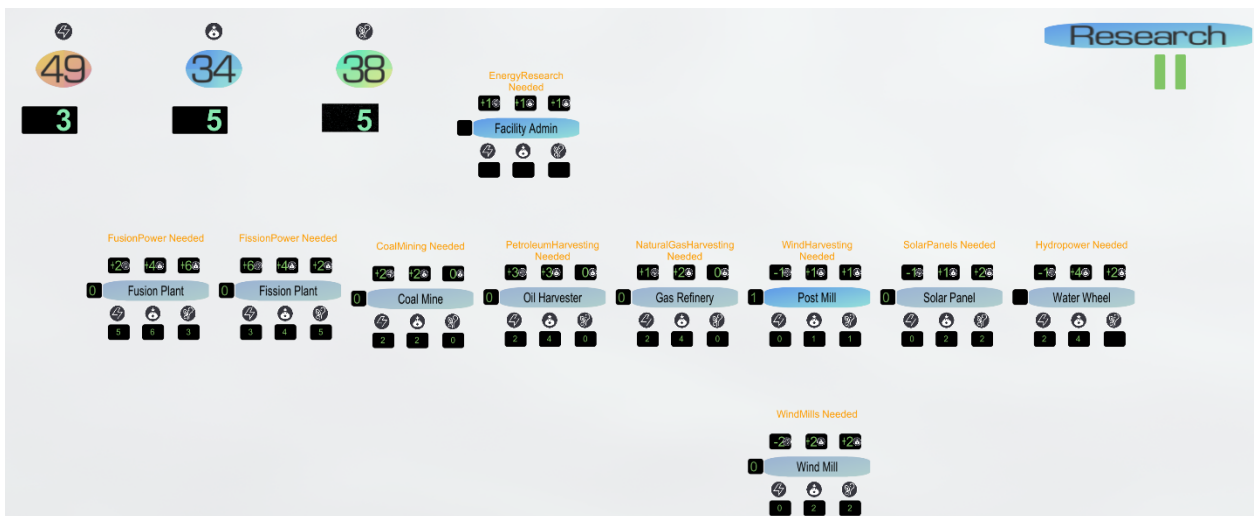 Research
49 34 38
3 5 5
EnergyResearch
Needed
+1 +1 +1
Facility Admin
FusionPower Needed
+2 +4 +6
0 Fusion Plant
5 6 3
FissionPower Needed
+6 +4 +2
0 Fission Plant
3 4 5
CoalMining Needed
+2 +2 0
0 Coal Mine
2 2 0
PetroleumHarvesting
Needed
+3 +3 0
0 Oil Harvester
2 4 0
NaturalGasHarvesting
Needed
+1 +2 0
0 Gas Refinery
2 4 0
WindHarvesting
Needed
-1 +1 +1
1 Post Mill
0 1 1
SolarPanels Needed
-1 +1 +2
0 Solar Panel
0 2 2
Hydropower Needed
-1 +4 +2
Water Wheel
2 4
WindMills Needed
-2 +2 +2
0 Wind Mill
0 2 2